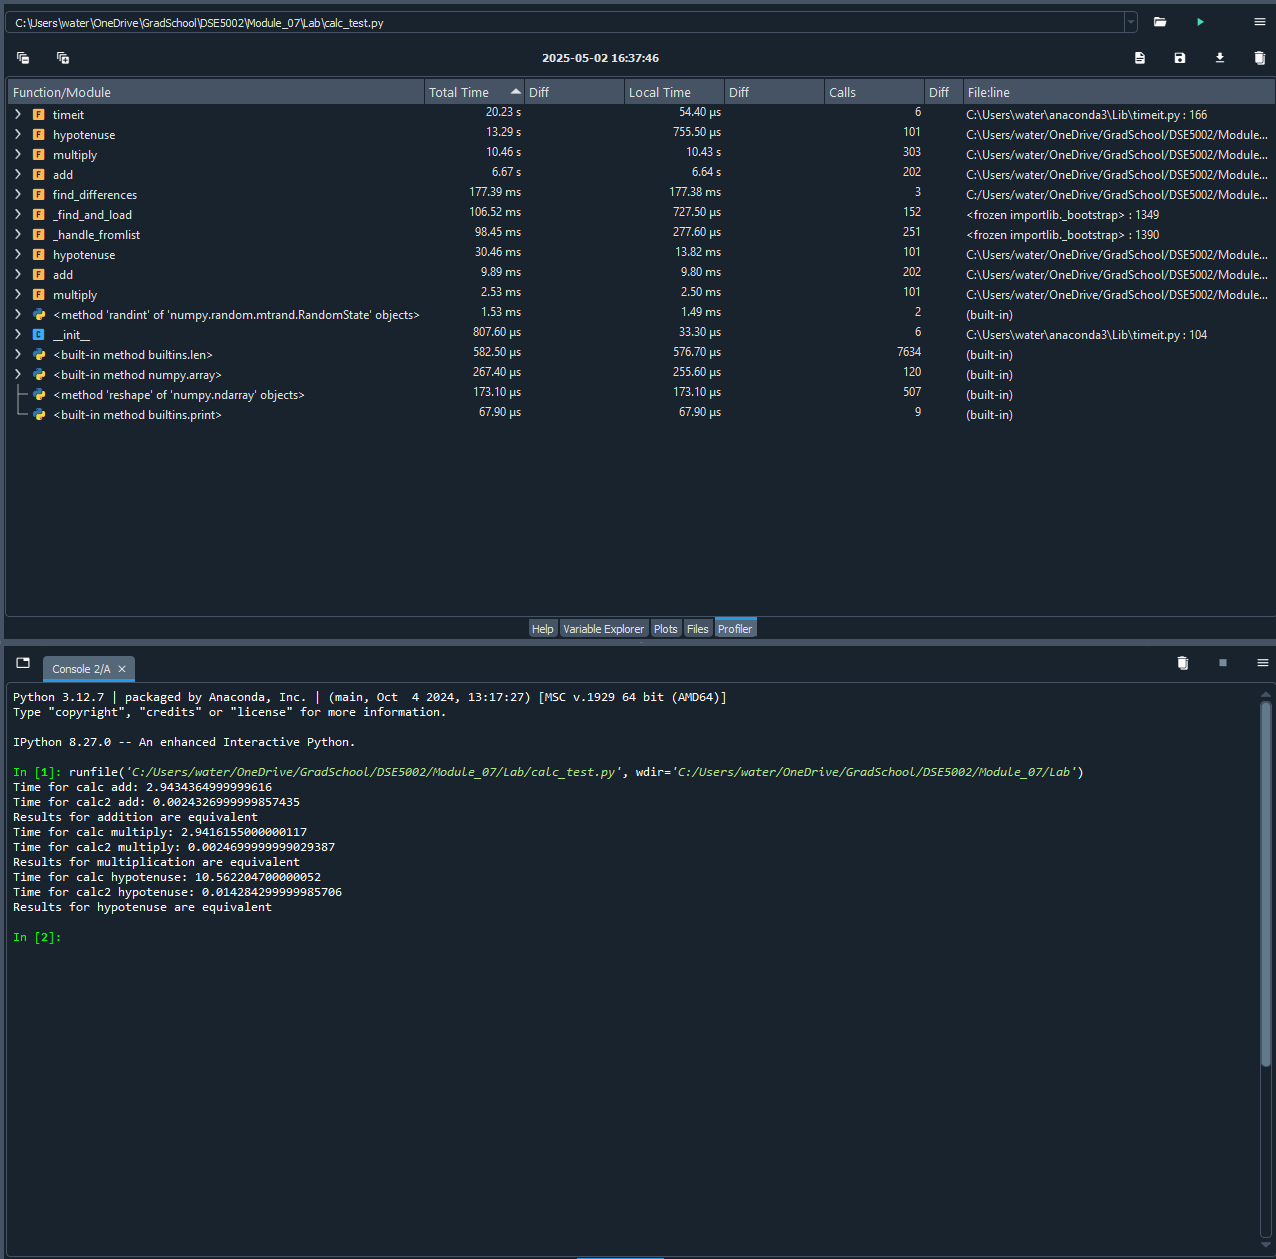 C:\Users\water\OneDrive\GradSchool\DSE5002\Module_07\Lab\calc_test.py
2025-05-02 16:37:46
Function/Module Total Time Diff Local Time Diff Calls Diff File:line
timeit 20.23 s 54.40 µs 6 C:\Users\water\anaconda3\Lib\timeit.py : 166
hypotenuse 13.29 s 755.50 µs 101 C:/Users/water/OneDrive/GradSchool/DSE5002/Module...
multiply 10.46 s 10.43 s 303 C:/Users/water/OneDrive/GradSchool/DSE5002/Module...
add 6.67 s 6.64 s 202 C:/Users/water/OneDrive/GradSchool/DSE5002/Module...
find_differences 177.39 ms 177.38 ms 3 C:/Users/water/OneDrive/GradSchool/DSE5002/Module...
_find_and_load 106.52 ms 727.50 µs 152 <frozen importlib._bootstrap> : 1349
_handle_fromlist 98.45 ms 277.60 µs 251 <frozen importlib._bootstrap> : 1390
hypotenuse 30.46 ms 13.82 ms 101 C:/Users/water/OneDrive/GradSchool/DSE5002/Module...
add 9.89 ms 9.80 ms 202 C:/Users/water/OneDrive/GradSchool/DSE5002/Module...
multiply 2.53 ms 2.50 ms 101 C:/Users/water/OneDrive/GradSchool/DSE5002/Module...
<method 'randint' of 'numpy.random.mtrand.RandomState' objects> 1.53 ms 1.49 ms 2 (built-in)
__init__ 807.60 µs 33.30 µs 6 C:\Users\water\anaconda3\Lib\timeit.py : 104
<built-in method builtins.len> 582.50 µs 576.70 µs 7634 (built-in)
<built-in method numpy.array> 267.40 µs 255.60 µs 120 (built-in)
<method 'reshape' of 'numpy.ndarray' objects> 173.10 µs 173.10 µs 507 (built-in)
<built-in method builtins.print> 67.90 µs 67.90 µs 9 (built-in)
Help Variable Explorer Plots Files Profiler
Console 2/A
Python 3.12.7 | packaged by Anaconda, Inc. | (main, Oct  4 2024, 13:17:27) [MSC v.1929 64 bit (AMD64)]
Type "copyright", "credits" or "license" for more information.
IPython 8.27.0 -- An enhanced Interactive Python.
In [1]: runfile('C:/Users/water/OneDrive/GradSchool/DSE5002/Module_07/Lab/calc_test.py', wdir='C:/Users/water/OneDrive/GradSchool/DSE5002/Module_07/Lab')
Time for calc add: 2.9434364999999616
Time for calc2 add: 0.0024326999999857435
Results for addition are equivalent
Time for calc multiply: 2.9416155000000117
Time for calc2 multiply: 0.0024699999999029387
Results for multiplication are equivalent
Time for calc hypotenuse: 10.562204700000052
Time for calc2 hypotenuse: 0.014284299999985706
Results for hypotenuse are equivalent
In [2]: